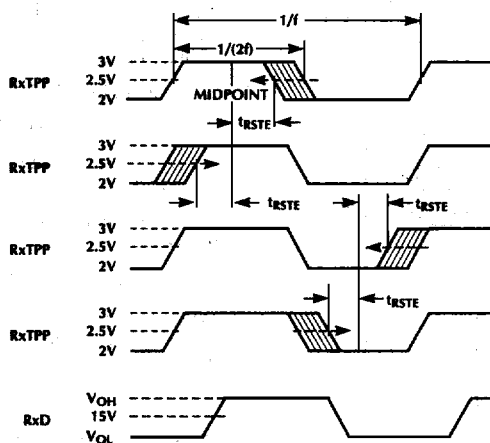 1/f
1/(2f)
RxTPP 3V
2.5V
2V
MIDPOINT
tRSTE
RxTPP 3V
2.5V
2V
tRSTE
tRSTE
RxTPP 3V
2.5V
2V
RxTPP 3V
2.5V
2V
tRSTE
RxD VOH
15V
VOL